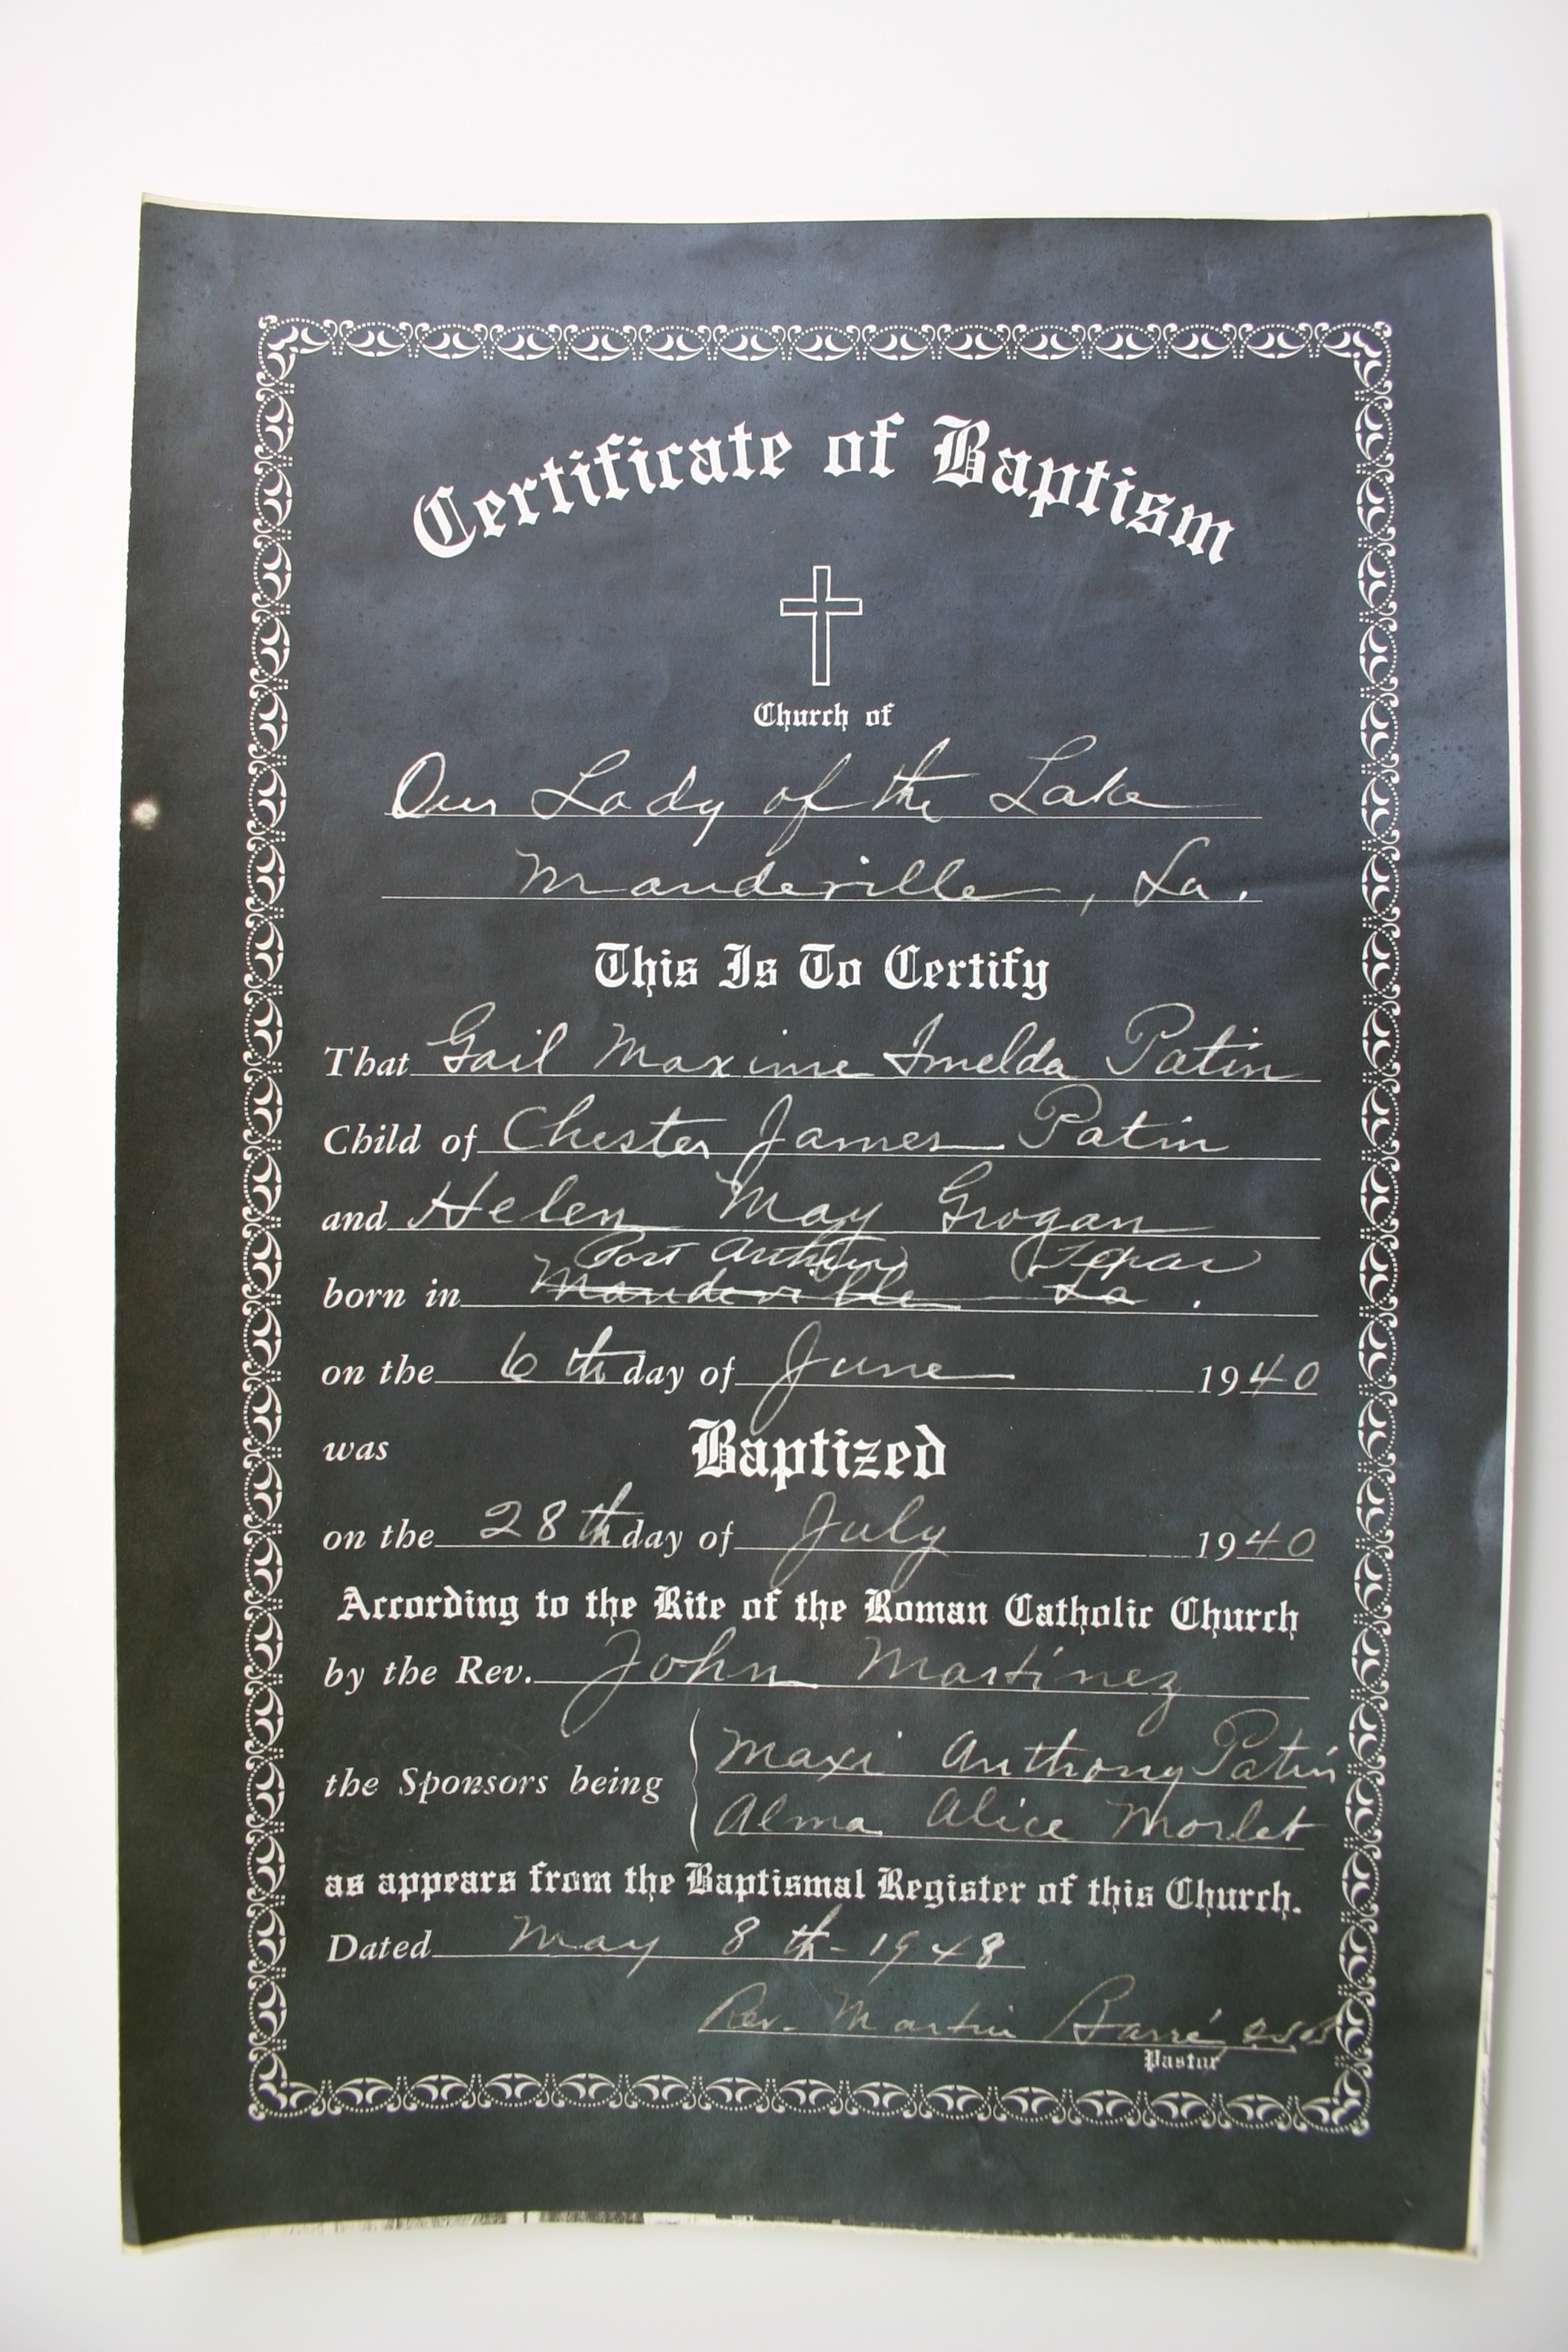 Certificate of Baptism
Church of
Our Lady of the Lake
Mandeville, La.
This Is To Certify
That Gail Maxime Imelda Patin
Child of Chester James Patin
and Helen May Grogan
Port Arthur Texas
born in Mandeville La.
on the 6th day of June 1940
was Baptized
on the 28th day of July 1940
According to the Rite of the Roman Catholic Church
by the Rev. John Martinez
Maxi Anthony Patin
the Sponsors being
Alma Alice Morlet
as appears from the Baptismal Register of this Church.
Dated May 8th - 1948
Rev. Martin Barré OSB
Pastor